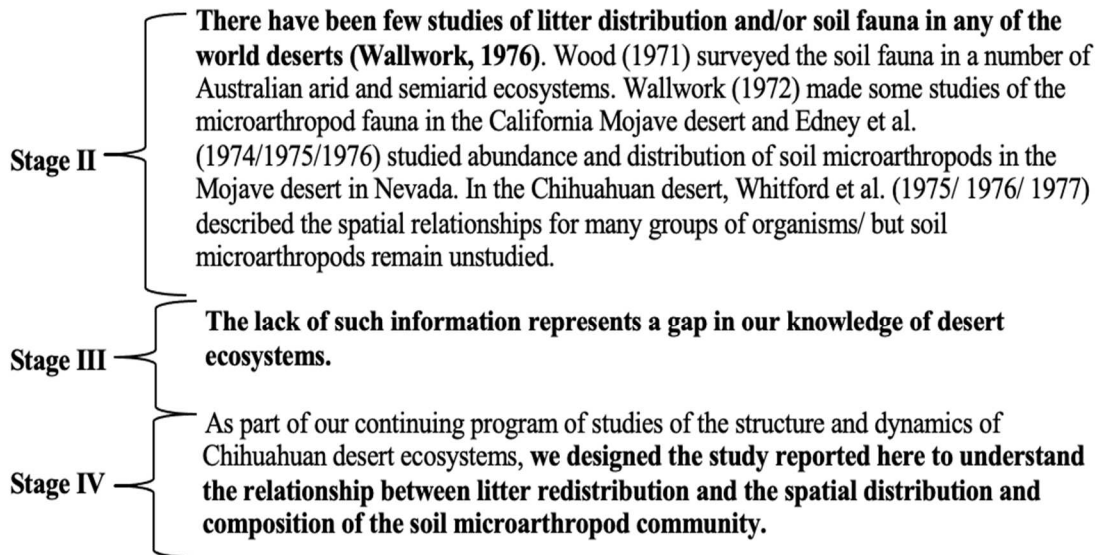 There have been few studies of litter distribution and/or soil fauna in any of the
world deserts (Wallwork, 1976). Wood (1971) surveyed the soil fauna in a number of
Australian arid and semiarid ecosystems. Wallwork (1972) made some studies of the
microarthropod fauna in the California Mojave desert and Edney et al.
Stage II
(1974/1975/1976) studied abundance and distribution of soil microarthropods in the
Mojave desert in Nevada. In the Chihuahuan desert, Whitford et al. (1975/ 1976/ 1977)
described the spatial relationships for many groups of organisms/ but soil
microarthropods remain unstudied.
Stage III
The lack of such information represents a gap in our knowledge of desert
ecosystems.
Stage IV
As part of our continuing program of studies of the structure and dynamics of
Chihuahuan desert ecosystems, we designed the study reported here to understand
the relationship between litter redistribution and the spatial distribution and
composition of the soil microarthropod community.